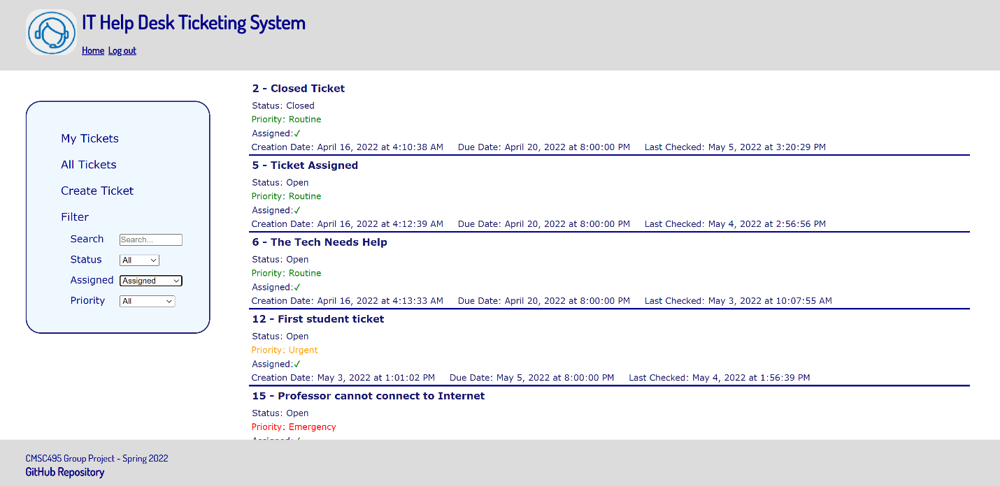 IT Help Desk Ticketing System
Home Log out
My Tickets
All Tickets
Create Ticket
Filter
Search Search...
Status All
Assigned Assigned
Priority All
2 - Closed Ticket
Status: Closed
Priority: Routine
Assigned:✓
Creation Date: April 16, 2022 at 4:10:38 AM Due Date: April 20, 2022 at 8:00:00 PM Last Checked: May 5, 2022 at 3:20:29 PM
5 - Ticket Assigned
Status: Open
Priority: Routine
Assigned:✓
Creation Date: April 16, 2022 at 4:12:39 AM Due Date: April 20, 2022 at 8:00:00 PM Last Checked: May 4, 2022 at 2:56:56 PM
6 - The Tech Needs Help
Status: Open
Priority: Routine
Assigned:✓
Creation Date: April 16, 2022 at 4:13:33 AM Due Date: April 20, 2022 at 8:00:00 PM Last Checked: May 3, 2022 at 10:07:55 AM
12 - First student ticket
Status: Open
Priority: Urgent
Assigned:✓
Creation Date: May 3, 2022 at 1:01:02 PM Due Date: May 5, 2022 at 8:00:00 PM Last Checked: May 4, 2022 at 1:56:39 PM
15 - Professor cannot connect to Internet
Status: Open
Priority: Emergency
Assigned:✓
CMSC495 Group Project - Spring 2022
GitHub Repository